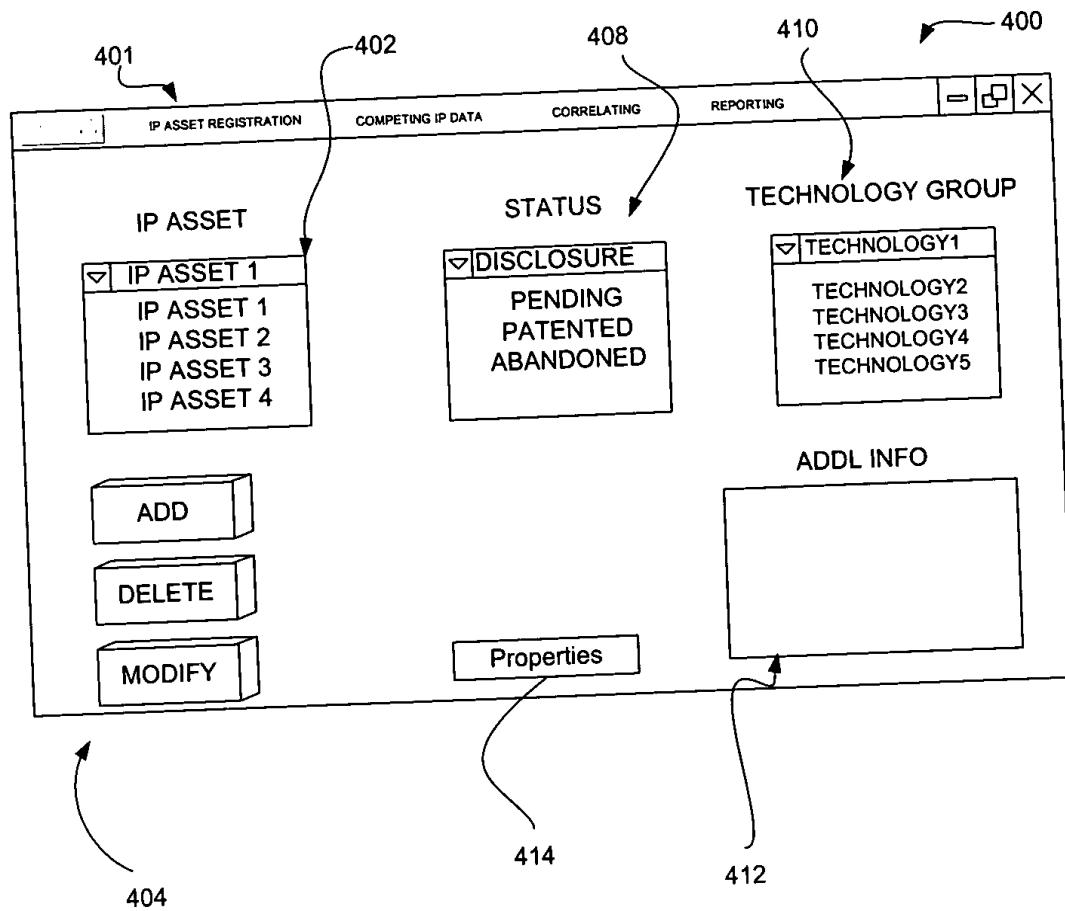 400
401
402
408
410
IP ASSET REGISTRATION
COMPETING IP DATA
CORRELATING
REPORTING
IP ASSET
STATUS
TECHNOLOGY GROUP
IP ASSET 1
IP ASSET 1
IP ASSET 2
IP ASSET 3
IP ASSET 4
DISCLOSURE
PENDING
PATENTED
ABANDONED
TECHNOLOGY1
TECHNOLOGY2
TECHNOLOGY3
TECHNOLOGY4
TECHNOLOGY5
ADD
DELETE
MODIFY
Properties
ADDL INFO
404
414
412